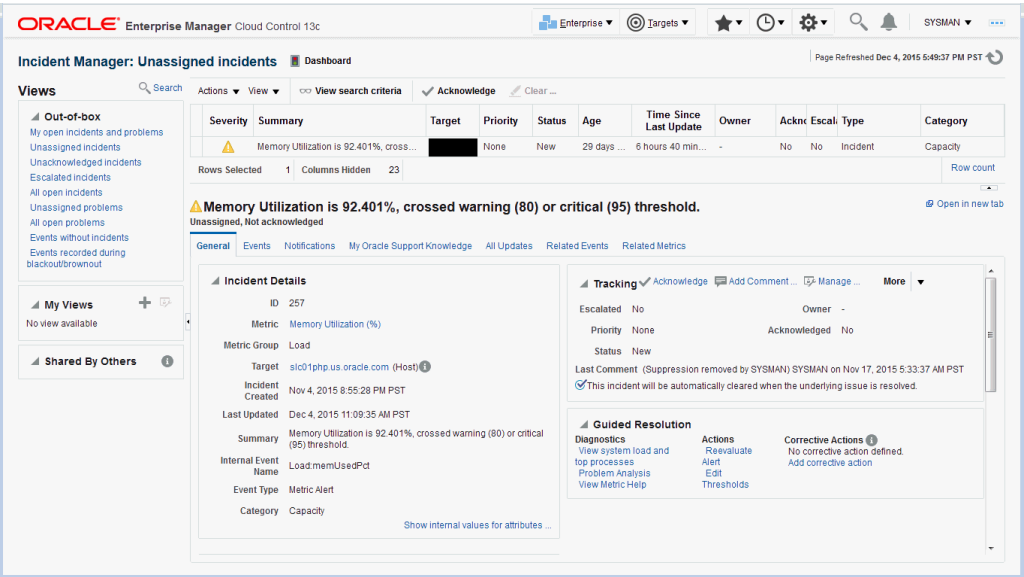 ORACLE® Enterprise Manager Cloud Control 13c
Enterprise ▼ Targets ▼ SYSMAN ▼
Incident Manager: Unassigned incidents Dashboard
Page Refreshed Dec 4, 2015 5:49:37 PM PST
Views
Search
Out-of-box
My open incidents and problems
Unassigned incidents
Unacknowledged incidents
Escalated incidents
All open incidents
Unassigned problems
All open problems
Events without incidents
Events recorded during
blackout/brownout
My Views
No view available
Shared By Others
Actions ▼ View ▼ View search criteria Acknowledge Clear ...
Severity Summary Target Priority Status Age Time Since Last Update Owner Ackn Escal Type Category
Memory Utilization is 92.401%, cross... None New 29 days ... 6 hours 40 min... - No No Incident Capacity
Rows Selected 1 Columns Hidden 23
Row count
Memory Utilization is 92.401%, crossed warning (80) or critical (95) threshold.
Open in new tab
Unassigned, Not acknowledged
General Events Notifications My Oracle Support Knowledge All Updates Related Events Related Metrics
Incident Details
ID 257
Metric Memory Utilization (%)
Metric Group Load
Target slc01php.us.oracle.com (Host)
Incident
Created Nov 4, 2015 8:55:28 PM PST
Last Updated Dec 4, 2015 11:09:35 AM PST
Summary Memory Utilization is 92.401%, crossed warning (80) or critical
(95) threshold.
Internal Event
Name Load:memUsedPct
Event Type Metric Alert
Category Capacity
Show internal values for attributes ...
Tracking Acknowledge Add Comment ... Manage ... More ▼
Escalated No Owner -
Priority None Acknowledged No
Status New
Last Comment (Suppression removed by SYSMAN) SYSMAN on Nov 17, 2015 5:33:37 AM PST
This incident will be automatically cleared when the underlying issue is resolved.
Guided Resolution
Diagnostics
View system load and
top processes
Problem Analysis
View Metric Help
Actions
Reevaluate
Alert
Edit
Thresholds
Corrective Actions
No corrective action defined.
Add corrective action